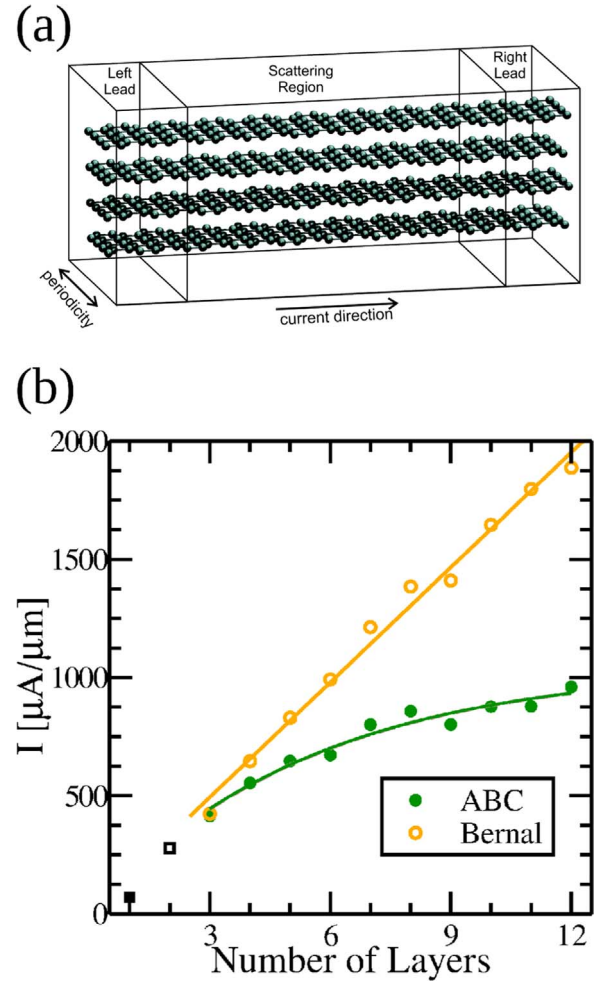 (a)
Left
Lead
Scattering
Region
Right
Lead
periodicity
current direction
(b)
2000
1500
1000
500
0
I [µA/µm]
ABC
Bernal
3
6
9
12
Number of Layers